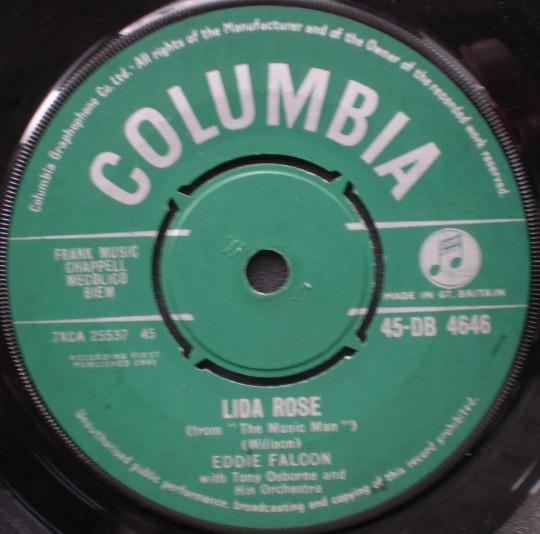 Columbia Graphophone Co. Ltd. · All rights of the Manufacturer and of the Owner of the recorded work reserved.
COLUMBIA
FRANK MUSIC
CHAPPELL
MECOLICO
BIEM
MADE IN GT. BRITAIN
7XCA 25537 45
45-DB 4646
RECORDING FIRST
PUBLISHED 1961
LIDA ROSE
(from "The Music Man")
(Willson)
EDDIE FALCON
with Tony Osborne and
His Orchestra
Unauthorised public performance, broadcasting and copying of this record prohibited.